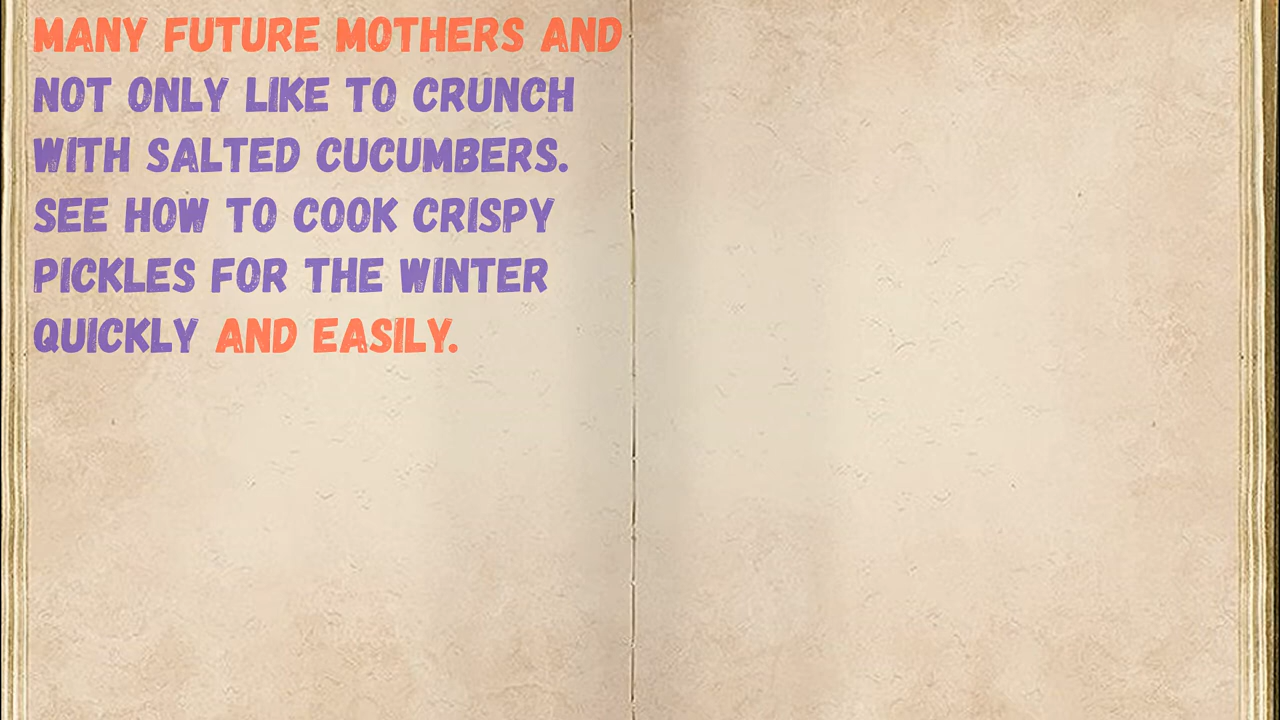 MANY FUTURE MOTHERS AND
NOT ONLY LIKE TO CRUNCH
WITH SALTED CUCUMBERS.
SEE HOW TO COOK CRISPY
PICKLES FOR THE WINTER
QUICKLY AND EASILY.